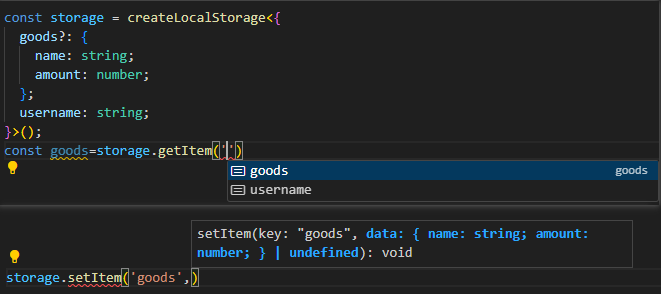 const storage = createLocalStorage<{
  goods?: {
    name: string;
    amount: number;
  };
  username: string;
}>();
const goods=storage.getItem('')
goods goods
username
setItem(key: "goods", data: { name: string; amount:
number; } | undefined): void
storage.setItem('goods',)